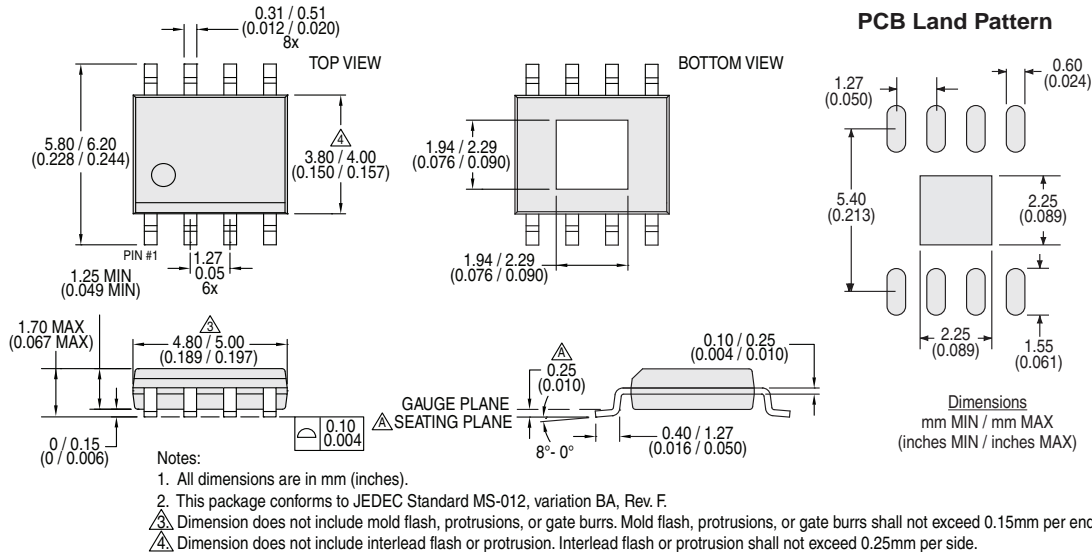 0.31 / 0.51
(0.012 / 0.020)
8x
TOP VIEW
5.80 / 6.20
(0.228 / 0.244)
4
3.80 / 4.00
(0.150 / 0.157)
PIN #1
1.27
0.05
6x
BOTTOM VIEW
1.94 / 2.29
(0.076 / 0.090)
1.94 / 2.29
(0.076 / 0.090)
PCB Land Pattern
1.27
(0.050)
0.60
(0.024)
5.40
(0.213)
2.25
(0.089)
2.25
(0.089)
1.55
(0.061)
1.25 MIN
(0.049 MIN)
1.70 MAX
(0.067 MAX)
3
4.80 / 5.00
(0.189 / 0.197)
0 / 0.15
(0 / 0.006)
0.10
0.004
A
0.25
(0.010)
GAUGE PLANE
A SEATING PLANE
8°- 0°
0.40 / 1.27
(0.016 / 0.050)
0.10 / 0.25
(0.004 / 0.010)
Dimensions
mm MIN / mm MAX
(inches MIN / inches MAX)
Notes:
1. All dimensions are in mm (inches).
2. This package conforms to JEDEC Standard MS-012, variation BA, Rev. F.
3. Dimension does not include mold flash, protrusions, or gate burrs. Mold flash, protrusions, or gate burrs shall not exceed 0.15mm per end
4. Dimension does not include interlead flash or protrusion. Interlead flash or protrusion shall not exceed 0.25mm per side.